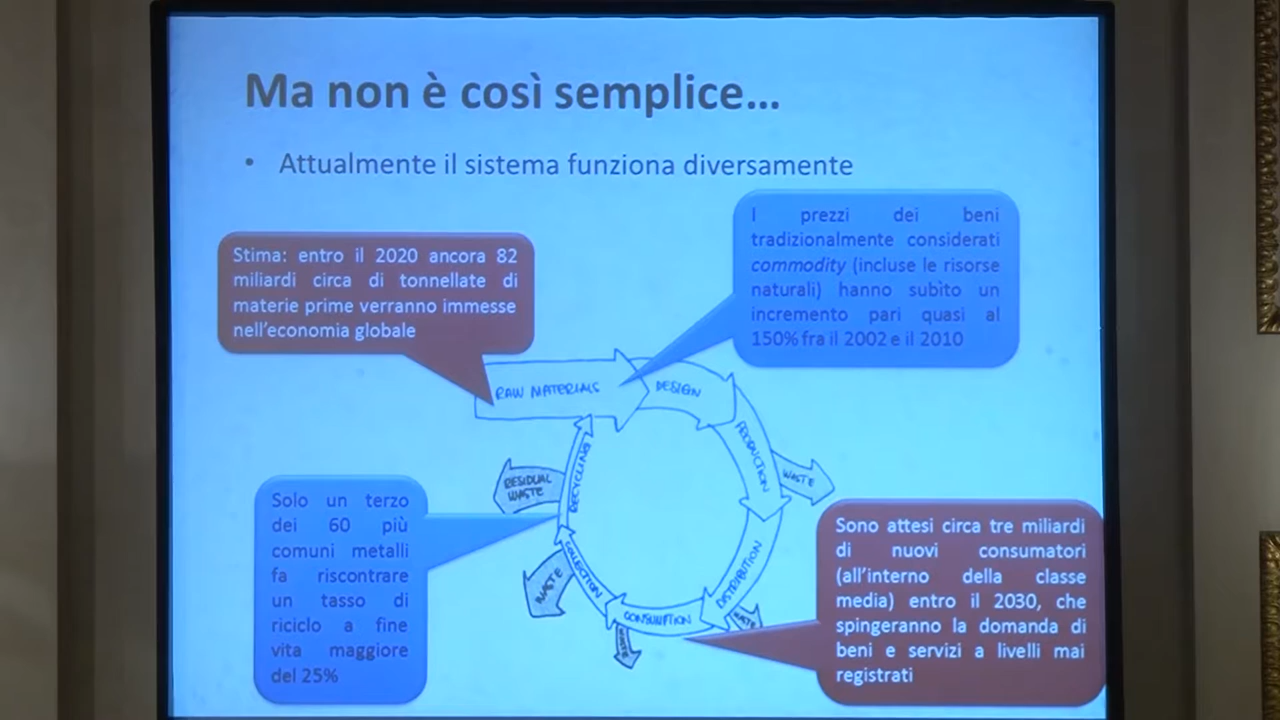 Ma non è così semplice...
• Attualmente il sistema funziona diversamente
Stima: entro il 2020 ancora 82
miliardi circa di tonnellate di
materie prime verranno immesse
nell'economia globale
I prezzi dei beni
tradizionalmente considerati
commodity (incluse le risorse
naturali) hanno subìto un
incremento pari quasi al
150% fra il 2002 e il 2010
RAW MATERIALS
DESIGN
PRODUCTION
WASTE
DISTRIBUTION
WASTE
CONSUMPTION
COLLECTION
WASTE
RECYCLING
RESIDUAL
WASTE
Solo un terzo
dei 60 più
comuni metalli
fa riscontrare
un tasso di
riciclo a fine
vita maggiore
del 25%
Sono attesi circa tre miliardi
di nuovi consumatori
(all'interno della classe
media) entro il 2030, che
spingeranno la domanda di
beni e servizi a livelli mai
registrati